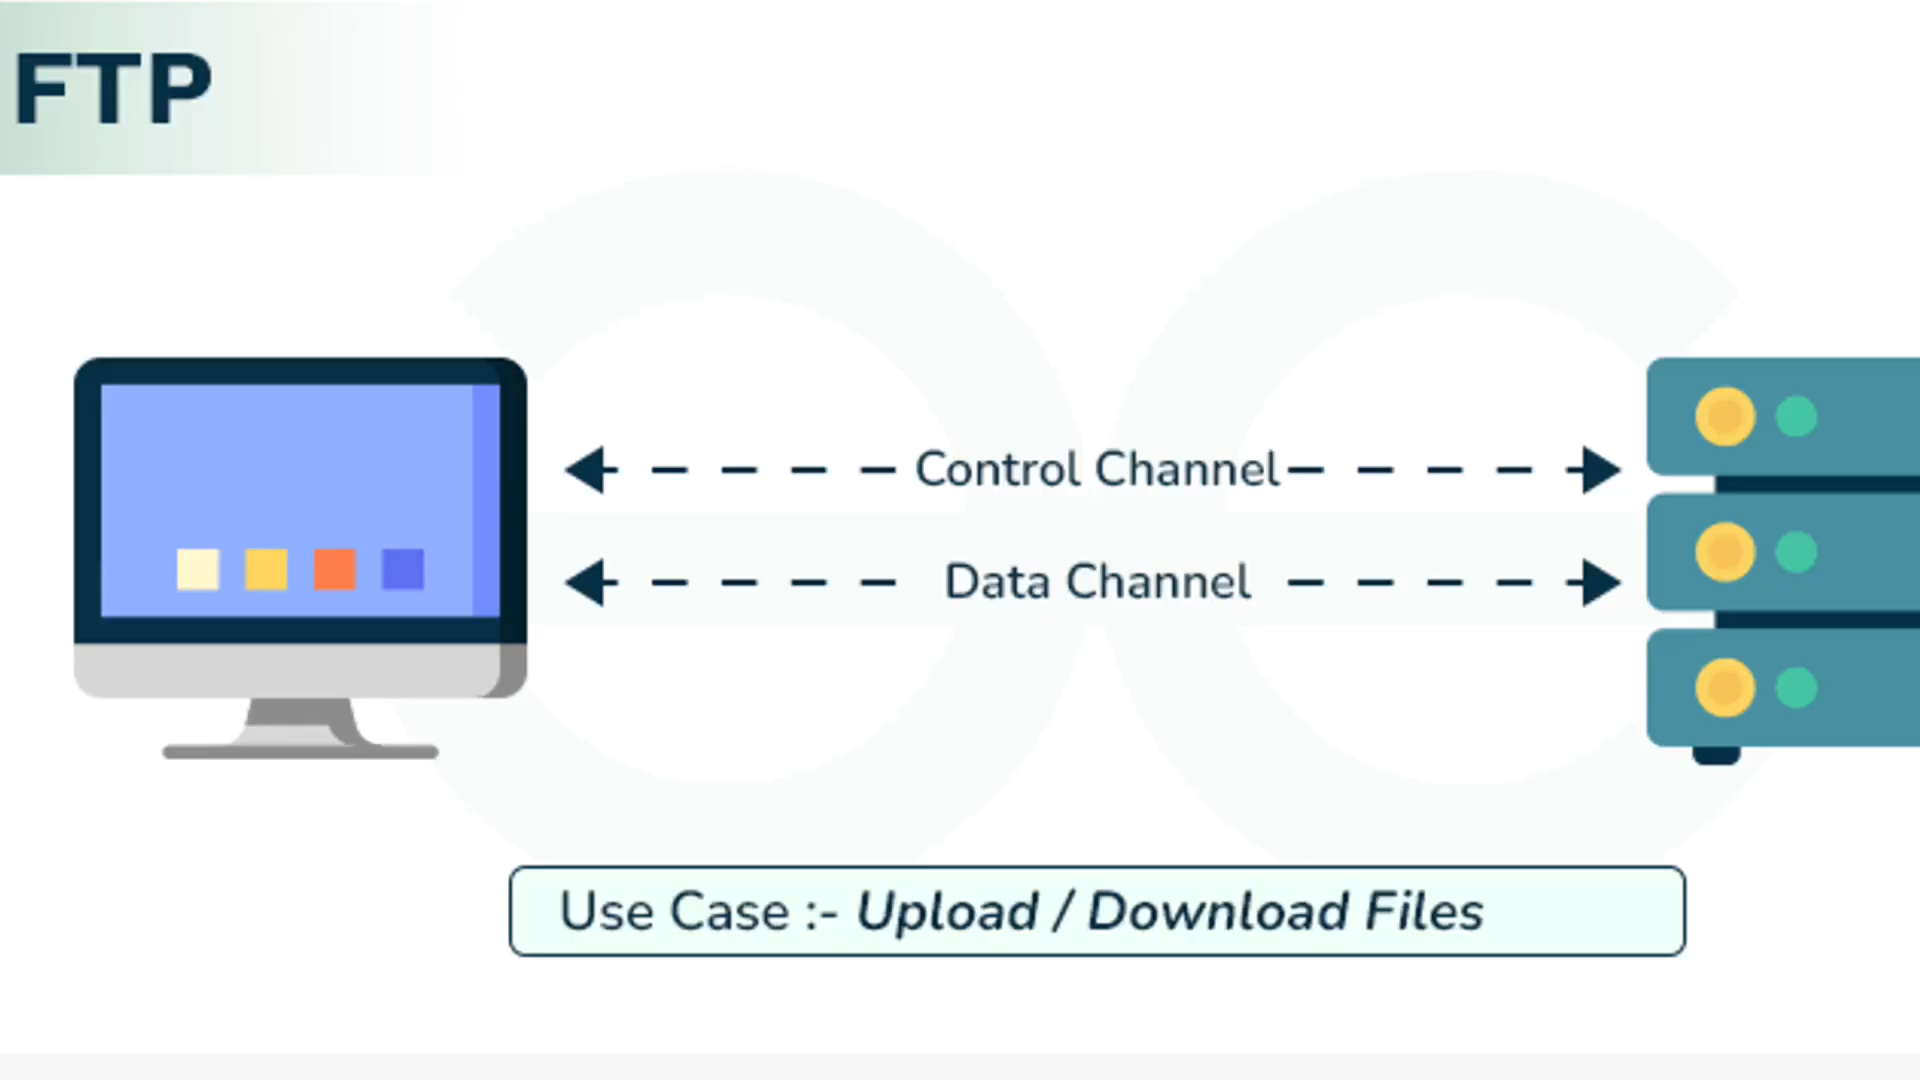 FTP
Control Channel
Data Channel
Use Case :- Upload / Download Files